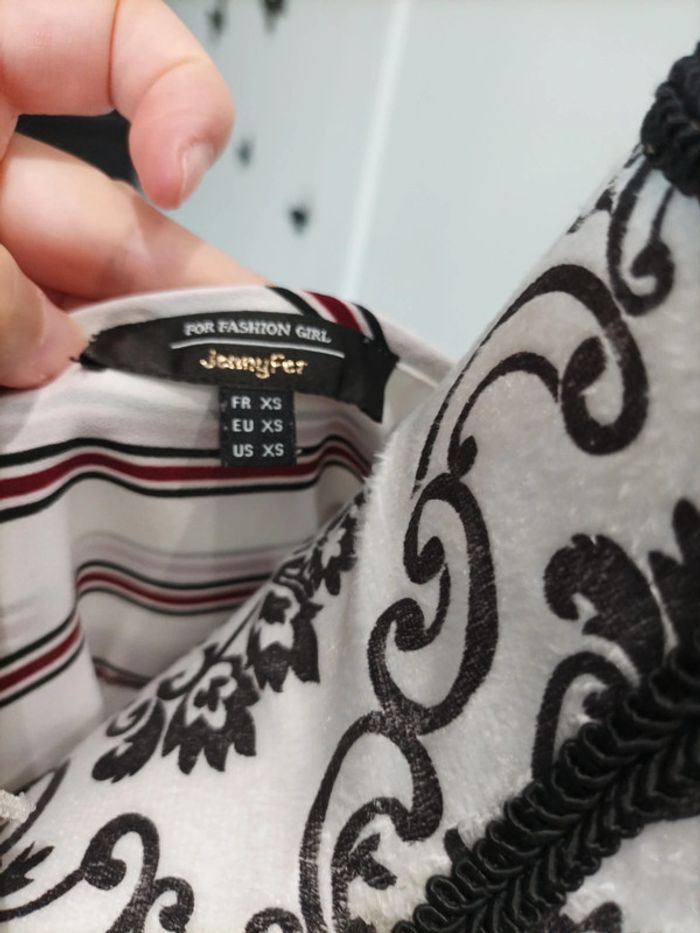 FOR FASHION GIRL
JennyFer
FR XS
EU XS
US XS